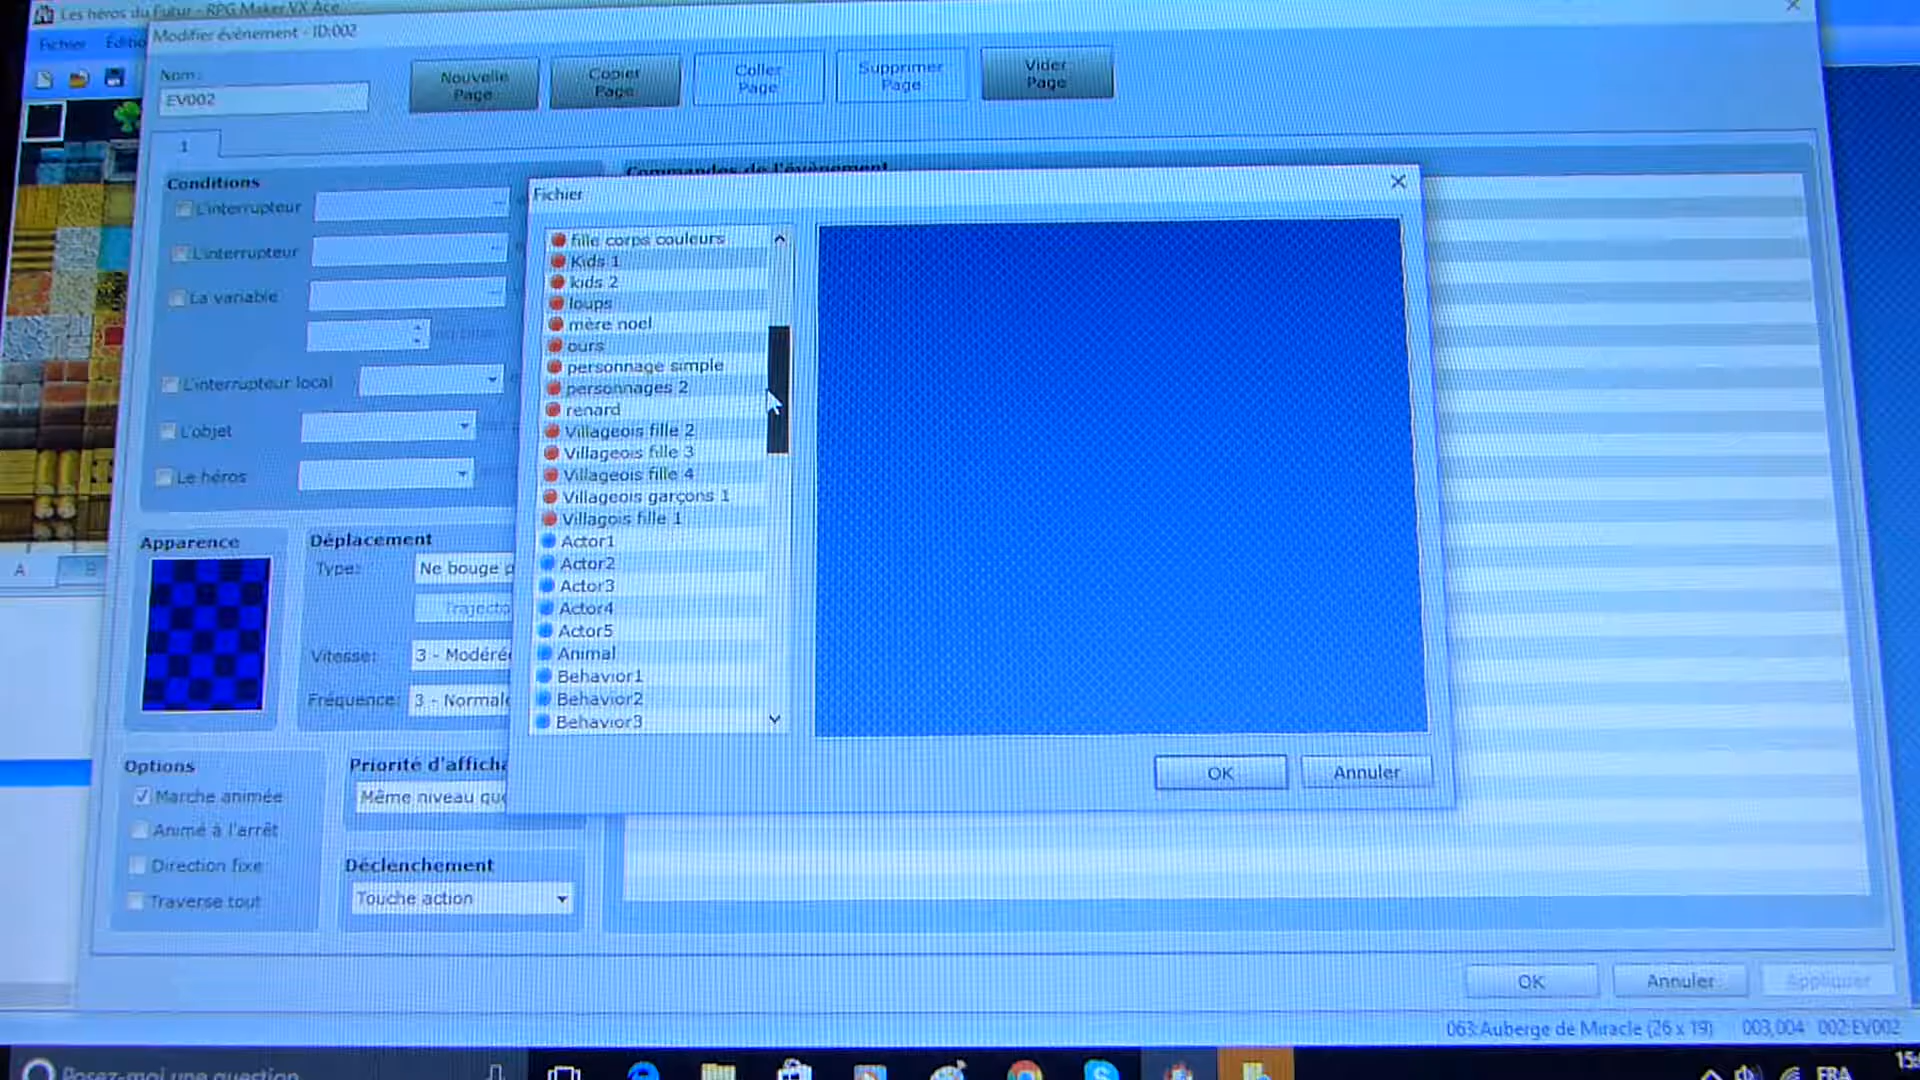 Les héros du Futur - RPG Maker VX Ace
Fichier Éditio
Modifier évènement - ID:002
Nom:
EV002
Nouvelle Page
Copier Page
Coller Page
Supprimer Page
Vider Page
1
Conditions
L'interrupteur
L'interrupteur
La variable
L'interrupteur local
L'objet
Le héros
Commandes de l'évènement
Apparence
Déplacement
Type:
Ne bouge p
Trajecto
Vitesse:
3 - Modérée
Fréquence:
3 - Normale
Options
Marche animée
Animé à l'arrêt
Direction fixe
Traverse tout
Priorité d'afficha
Même niveau que
Déclenchement
Touche action
Fichier
fille corps couleurs
Kids 1
kids 2
loups
mère noel
ours
personnage simple
personnages 2
renard
Villageois fille 2
Villageois fille 3
Villageois fille 4
Villageois garçons 1
Villagois fille 1
Actor1
Actor2
Actor3
Actor4
Actor5
Animal
Behavior1
Behavior2
Behavior3
OK
Annuler
A
B
OK
Annuler
Appliquer
063:Auberge de Miracle (26 x 19)
003,004
002:EV002
Posez-moi une question
FRA
15: